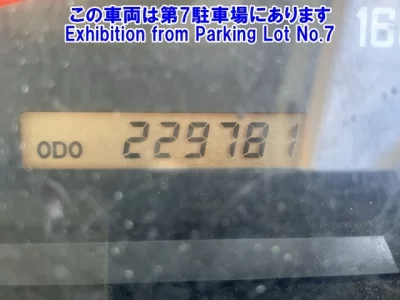 この車両は第7駐車場にあります
Exhibition from Parking Lot No.7
16
ODO 229781